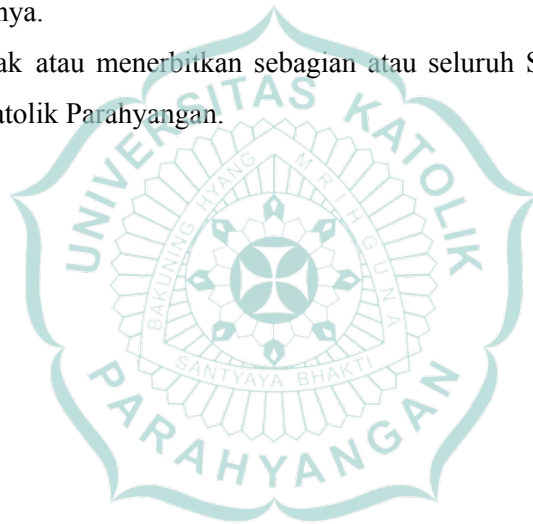 nya.
ak atau menerbitkan sebagian atau seluruh S
atolik Parahyangan.
UNIVERSITAS KATOLIK
BAKUNING HYANG MRIH GUNA
SANTYAYA BHAKTI
PARAHYANGAN